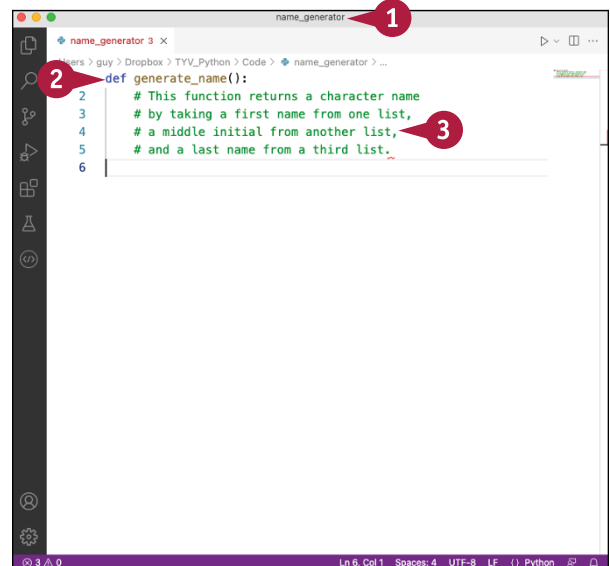 name_generator
1
name_generator 3 ×
Users > guy > Dropbox > TYV_Python > Code > name_generator > ...
2
def generate_name():
2 # This function returns a character name
3 # by taking a first name from one list,
4 # a middle initial from another list,
3
5 # and a last name from a third list.
6
3 0 Ln 6, Col 1 Spaces: 4 UTF-8 LF {} Python